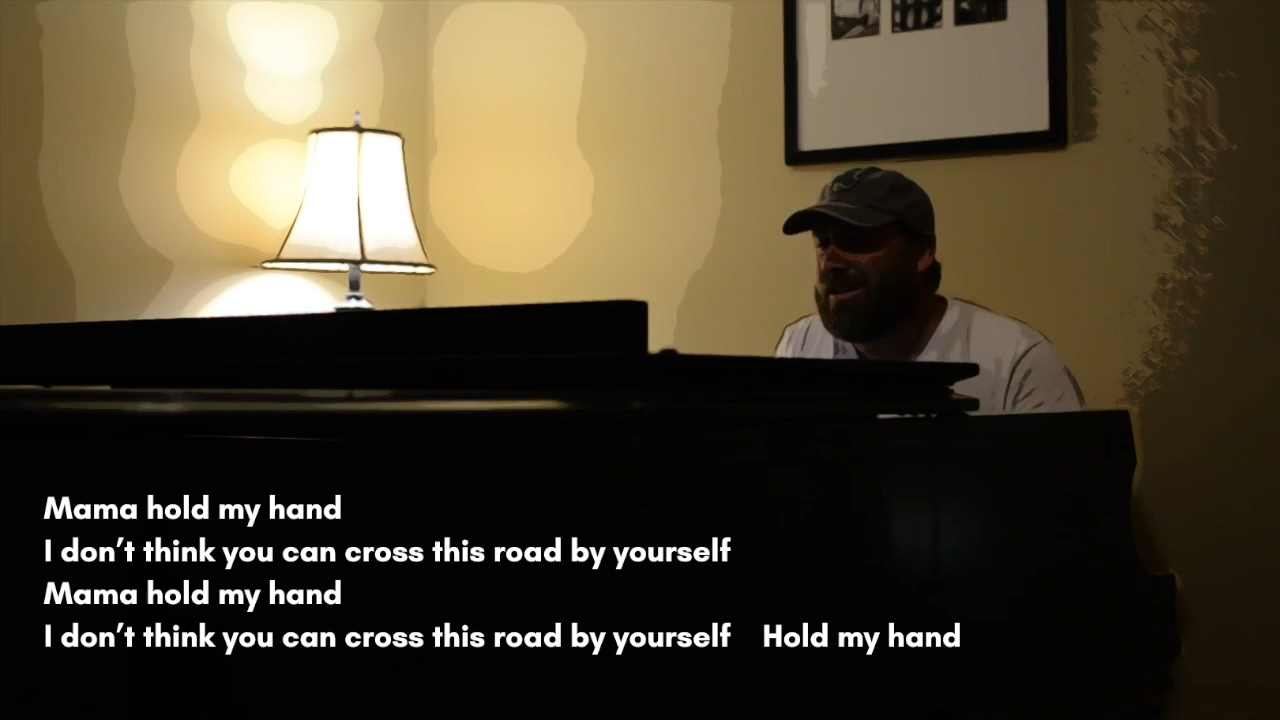 Mama hold my hand
I don’t think you can cross this road by yourself
Mama hold my hand
I don’t think you can cross this road by yourself    Hold my hand